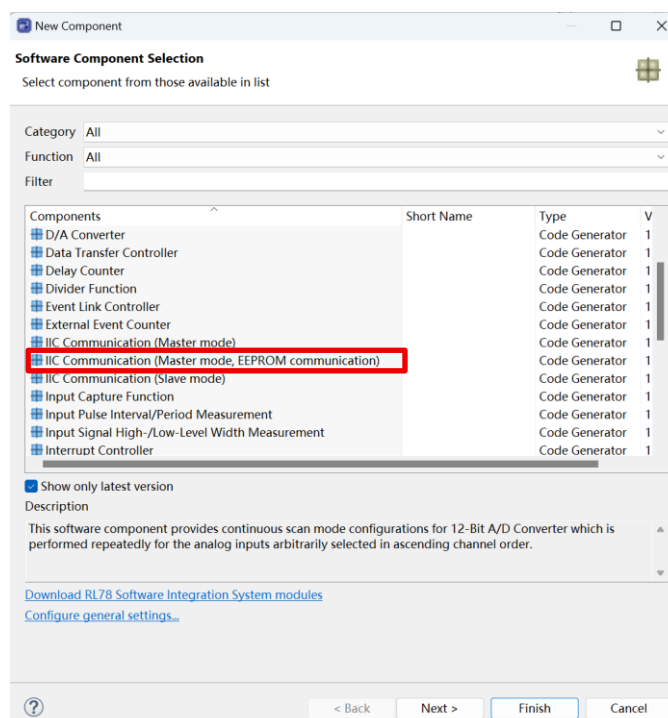 New Component
Software Component Selection
Select component from those available in list
Category All
Function All
Filter
Components Short Name Type V
D/A Converter Code Generator 1
Data Transfer Controller Code Generator 1
Delay Counter Code Generator 1
Divider Function Code Generator 1
Event Link Controller Code Generator 1
External Event Counter Code Generator 1
IIC Communication (Master mode) Code Generator 1
IIC Communication (Master mode, EEPROM communication) Code Generator 1
IIC Communication (Slave mode) Code Generator 1
Input Capture Function Code Generator 1
Input Pulse Interval/Period Measurement Code Generator 1
Input Signal High-/Low-Level Width Measurement Code Generator 1
Interrupt Controller Code Generator 1
Show only latest version
Description
This software component provides continuous scan mode configurations for 12-Bit A/D Converter which is
performed repeatedly for the analog inputs arbitrarily selected in ascending channel order.
Download RL78 Software Integration System modules
Configure general settings...
? < Back Next > Finish Cancel